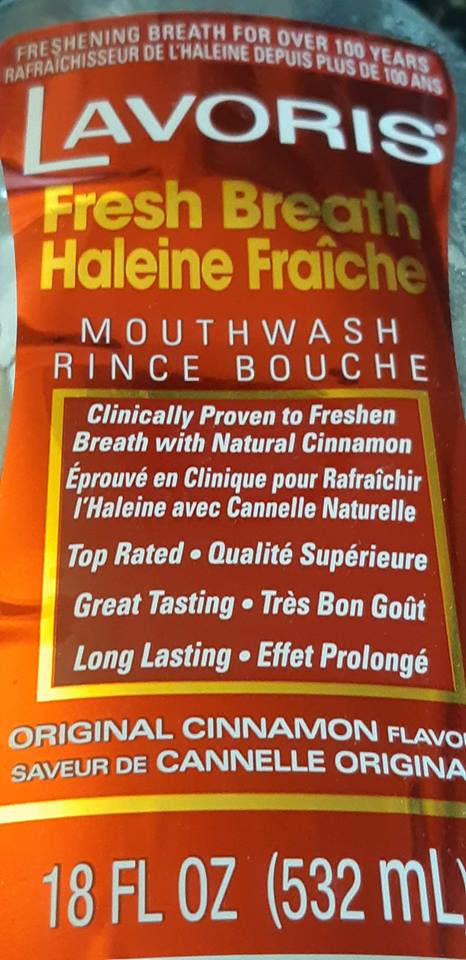 FRESHENING BREATH FOR OVER 100 YEARS
RAFRAÎCHISSEUR DE L'HALEINE DEPUIS PLUS DE 100 ANS
LAVORIS®
Fresh Breath
Haleine Fraîche
MOUTHWASH
RINCE BOUCHE
Clinically Proven to Freshen
Breath with Natural Cinnamon
Éprouvé en Clinique pour Rafraîchir
l'Haleine avec Cannelle Naturelle
Top Rated • Qualité Supérieure
Great Tasting • Très Bon Goût
Long Lasting • Effet Prolongé
ORIGINAL CINNAMON FLAVO
SAVEUR DE CANNELLE ORIGINA
18 FL OZ (532 mL)